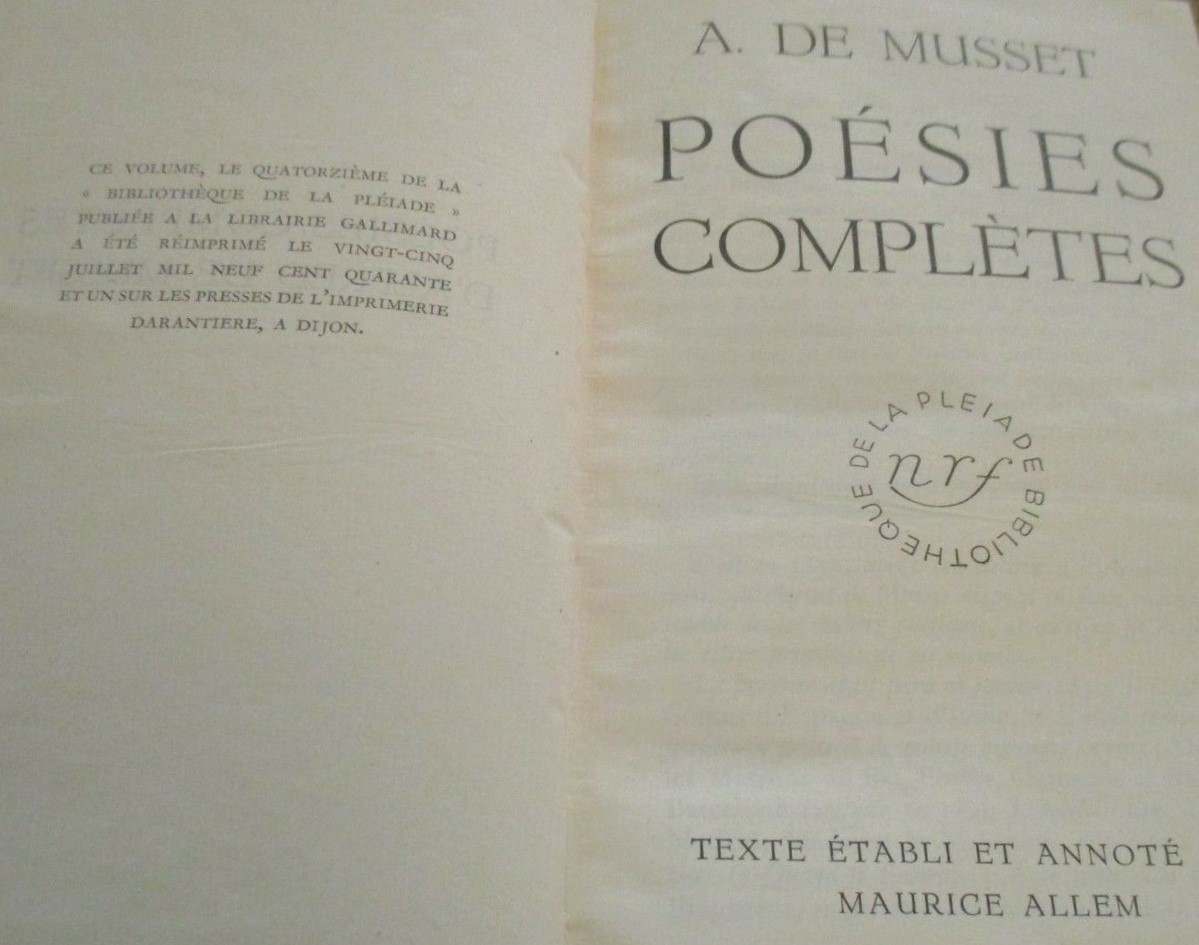 CE VOLUME, LE QUATORZIÈME DE LA
« BIBLIOTHÈQUE DE LA PLÉIADE »
PUBLIÉE A LA LIBRAIRIE GALLIMARD
A ÉTÉ RÉIMPRIMÉ LE VINGT-CINQ
JUILLET MIL NEUF CENT QUARANTE
ET UN SUR LES PRESSES DE L'IMPRIMERIE
DARANTIERE, A DIJON.
A. DE MUSSET
POÉSIES
COMPLÈTES
BIBLIOTHEQUE DE LA PLEIADE
nrf
TEXTE ÉTABLI ET ANNOTÉ
MAURICE ALLEM